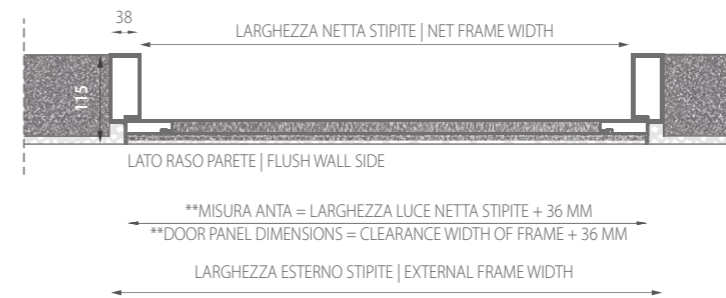 38
LARGHEZZA NETTA STIPITE | NET FRAME WIDTH
115
LATO RASO PARETE | FLUSH WALL SIDE
**MISURA ANTA = LARGHEZZA LUCE NETTA STIPITE + 36 MM
**DOOR PANEL DIMENSIONS = CLEARANCE WIDTH OF FRAME + 36 MM
LARGHEZZA ESTERNO STIPITE | EXTERNAL FRAME WIDTH